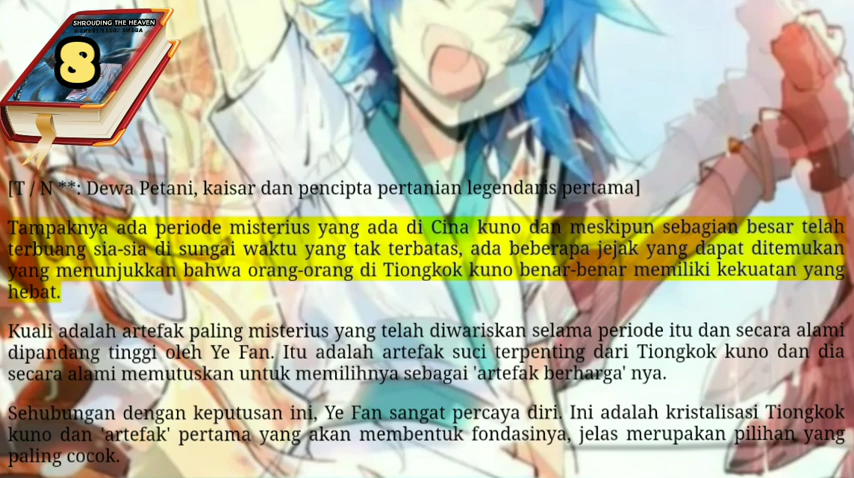 SHROUDING THE HEAVEN
8
[T / N **: Dewa Petani, kaisar dan pencipta pertanian legendaris pertama]
Tampaknya ada periode misterius yang ada di Cina kuno dan meskipun sebagian besar telah
terbuang sia-sia di sungai waktu yang tak terbatas, ada beberapa jejak yang dapat ditemukan
yang menunjukkan bahwa orang-orang di Tiongkok kuno benar-benar memiliki kekuatan yang
hebat.
Kuali adalah artefak paling misterius yang telah diwariskan selama periode itu dan secara alami
dipandang tinggi oleh Ye Fan. Itu adalah artefak suci terpenting dari Tiongkok kuno dan dia
secara alami memutuskan untuk memilihnya sebagai 'artefak berharga' nya.
Sehubungan dengan keputusan ini, Ye Fan sangat percaya diri. Ini adalah kristalisasi Tiongkok
kuno dan 'artefak' pertama yang akan membentuk fondasinya, jelas merupakan pilihan yang
paling cocok.